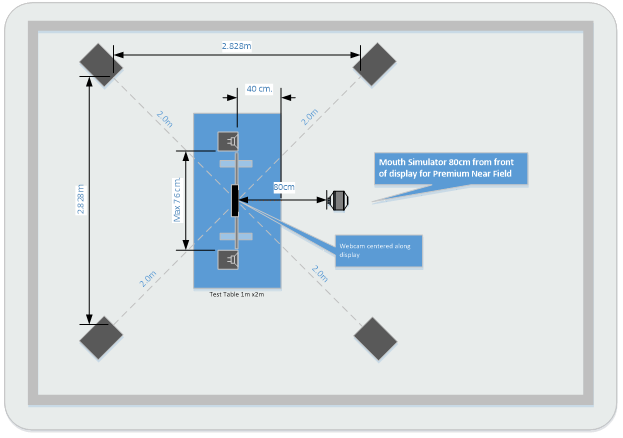 2.828m
40 cm.
2.0m
2.0m
Mouth Simulator 80cm from front
of display for Premium Near Field
80cm
2.828m
Max 76 cm.
Webcam centered along
display
2.0m
2.0m
Test Table 1m x2m